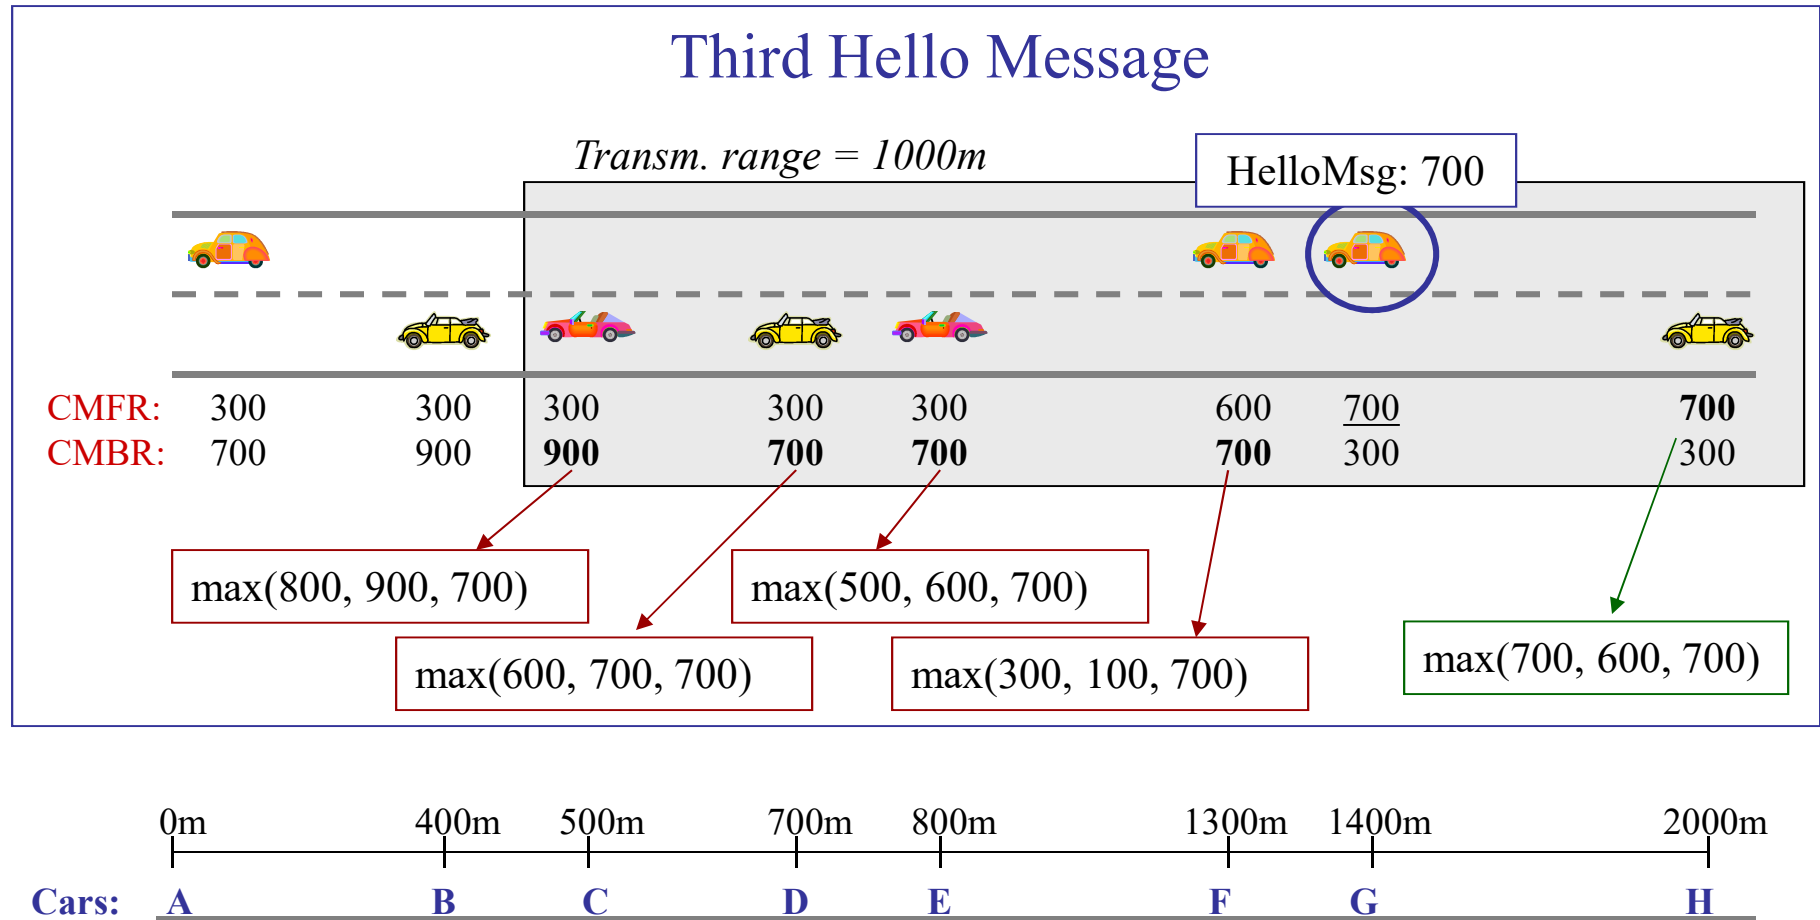 Third Hello Message
Transm. range = 1000m
HelloMsg: 700
CMFR: 300 300 300 300 300 600 700 700
CMBR: 700 900 900 700 700 700 300 300
max(800, 900, 700)
max(500, 600, 700)
max(600, 700, 700)
max(300, 100, 700)
max(700, 600, 700)
0m 400m 500m 700m 800m 1300m 1400m 2000m
Cars: A B C D E F G H